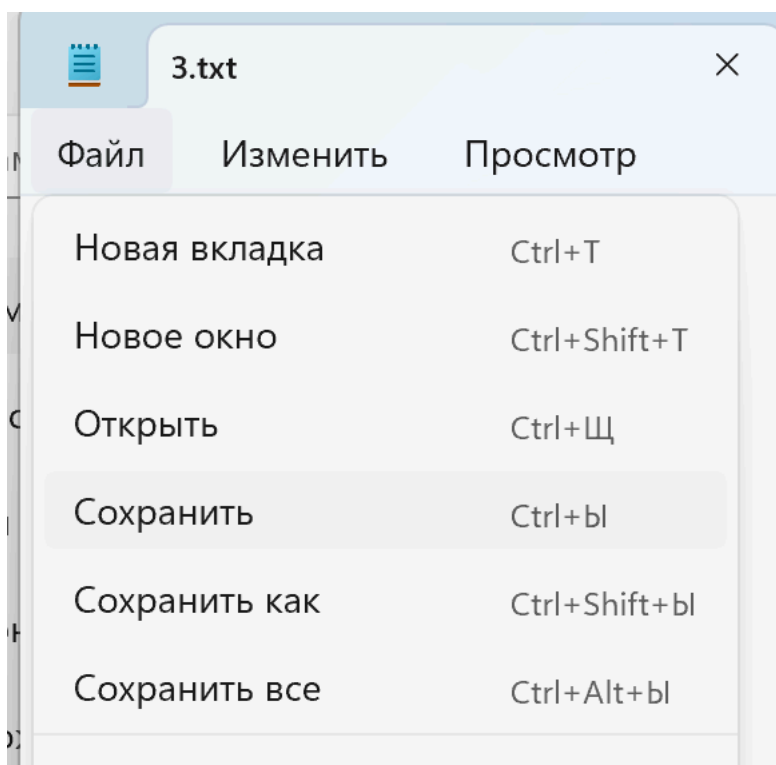 3.txt
Файл Изменить Просмотр
Новая вкладка Ctrl+T
Новое окно Ctrl+Shift+T
Открыть Ctrl+Щ
Сохранить Ctrl+Ы
Сохранить как Ctrl+Shift+Ы
Сохранить все Ctrl+Alt+Ы